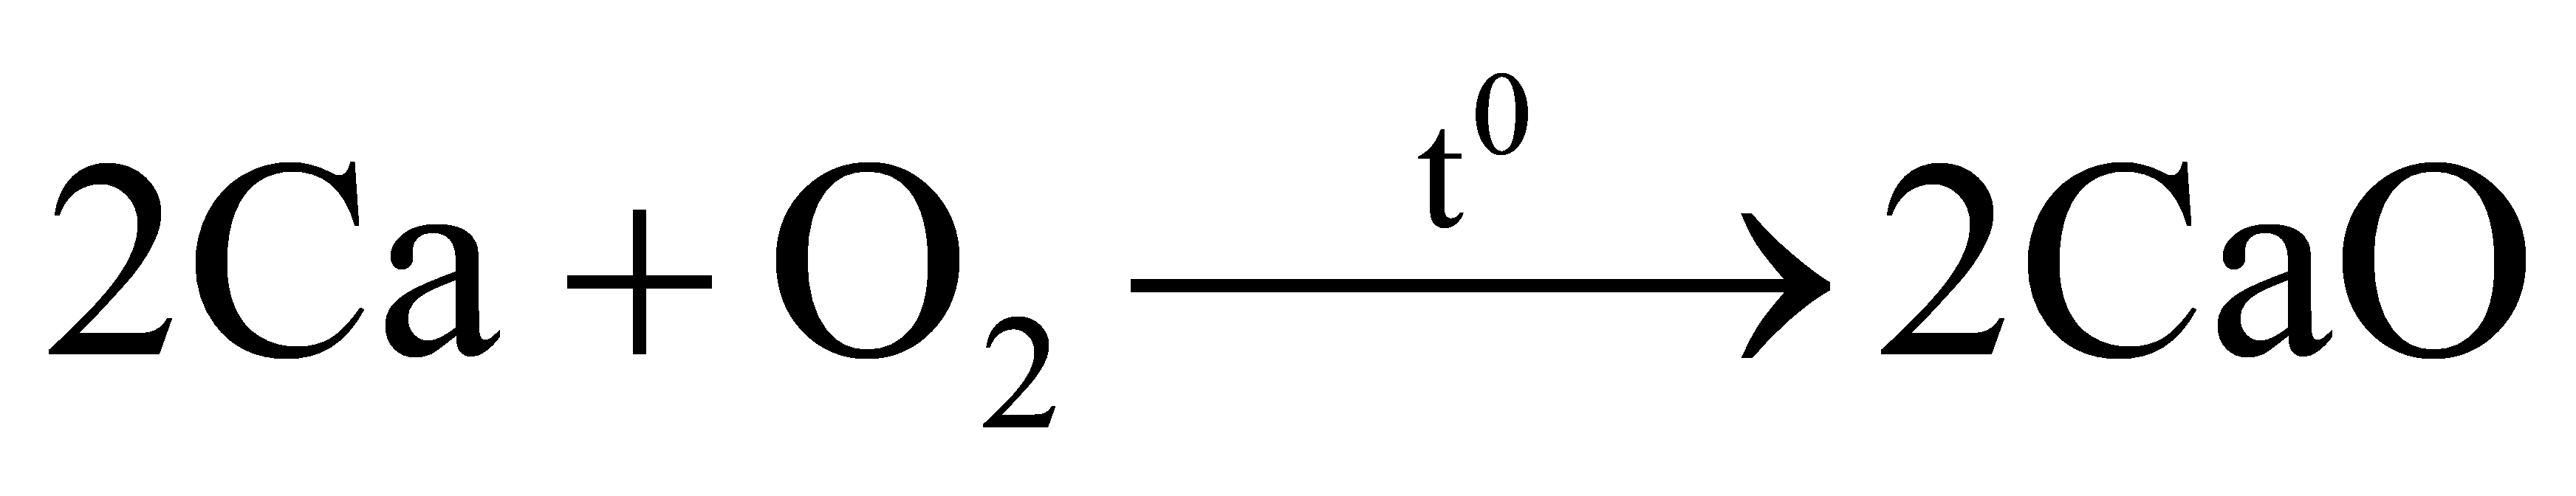 2Ca + O₂ —t⁰→ 2CaO